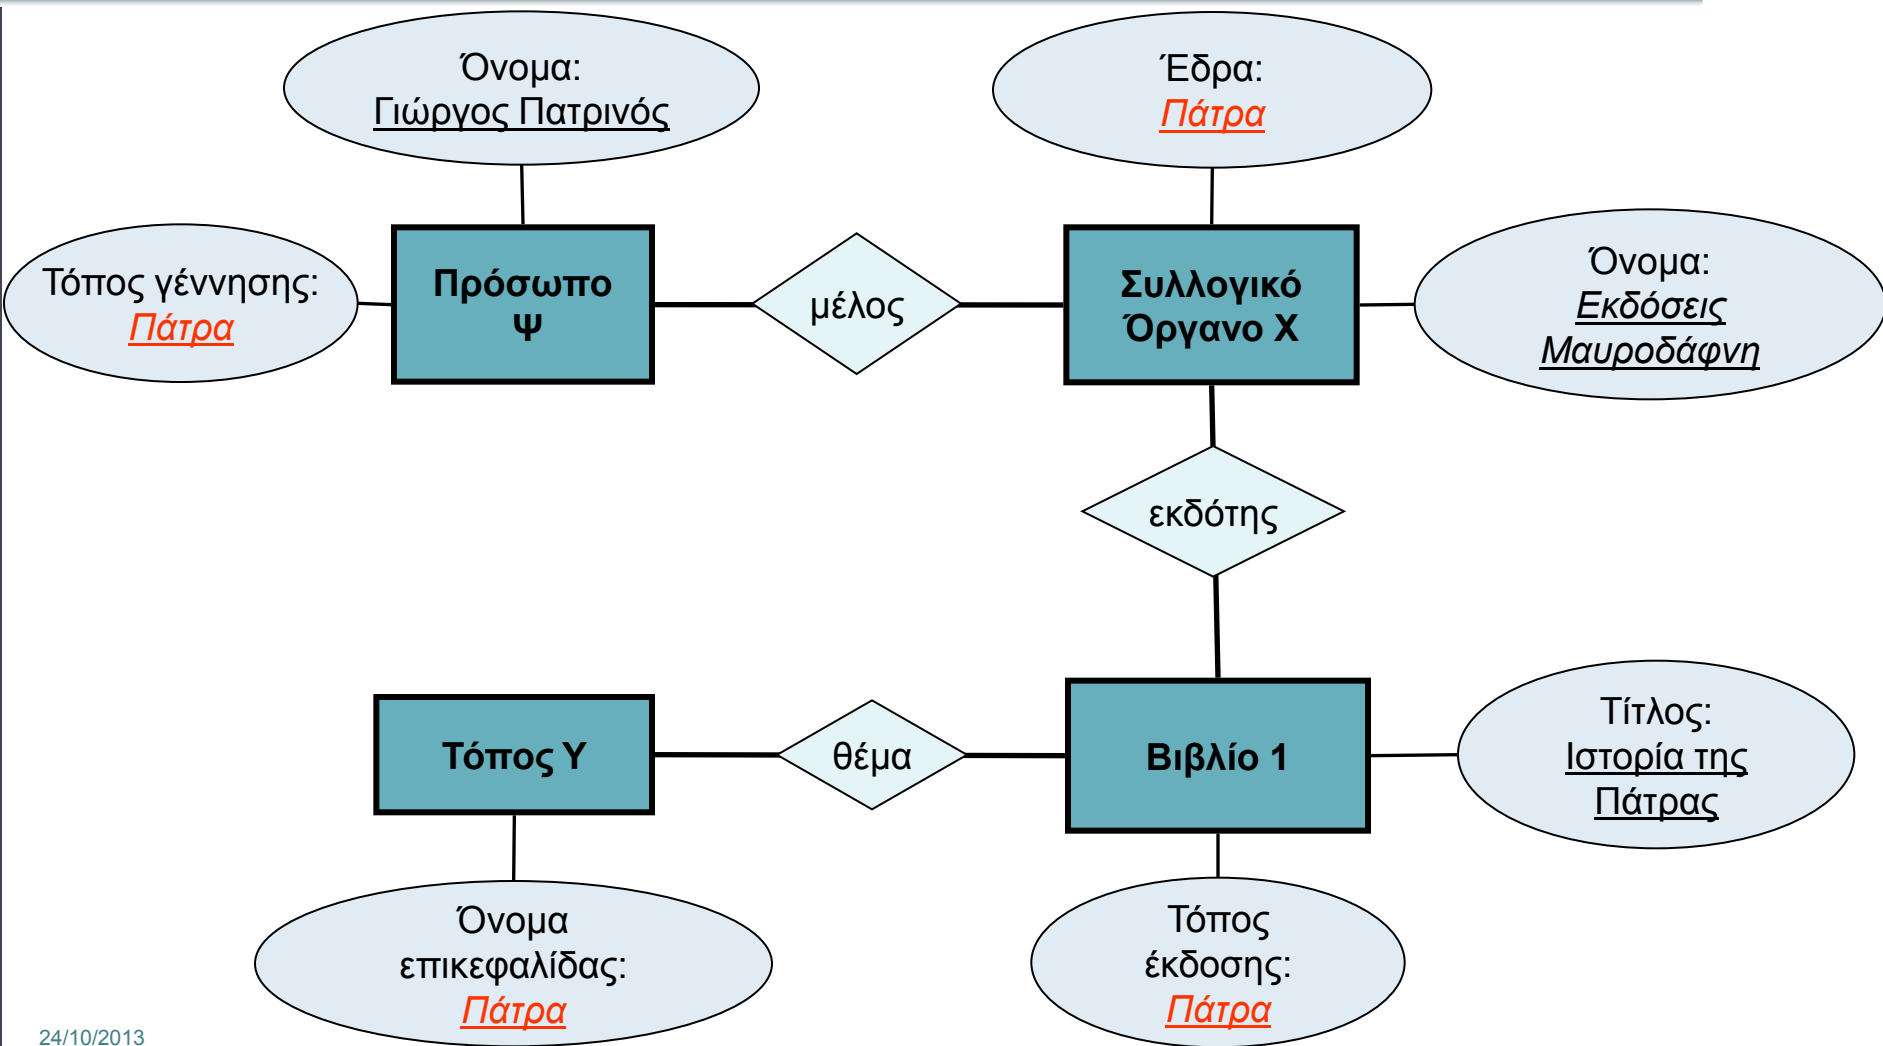 Όνομα:
Γιώργος Πατρινός
Έδρα:
Πάτρα
Τόπος γέννησης:
Πάτρα
Πρόσωπο
Ψ
μέλος
Συλλογικό
Όργανο Χ
Όνομα:
Εκδόσεις
Μαυροδάφνη
εκδότης
Τόπος Υ
θέμα
Βιβλίο 1
Τίτλος:
Ιστορία της
Πάτρας
Όνομα
επικεφαλίδας:
Πάτρα
Τόπος
έκδοσης:
Πάτρα
24/10/2013